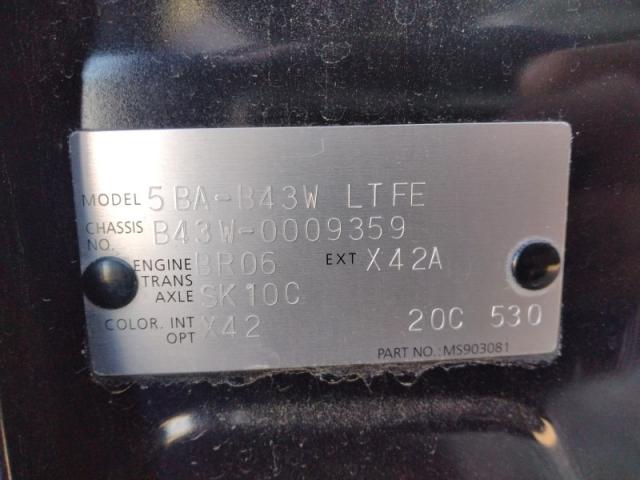 MODEL 5BA-B43W LTFE
CHASSIS NO. B43W-0009359
ENGINE BR06 EXT X42A
TRANS AXLE SK10C
COLOR. INT OPT X42 20C 530
PART NO.:MS903081